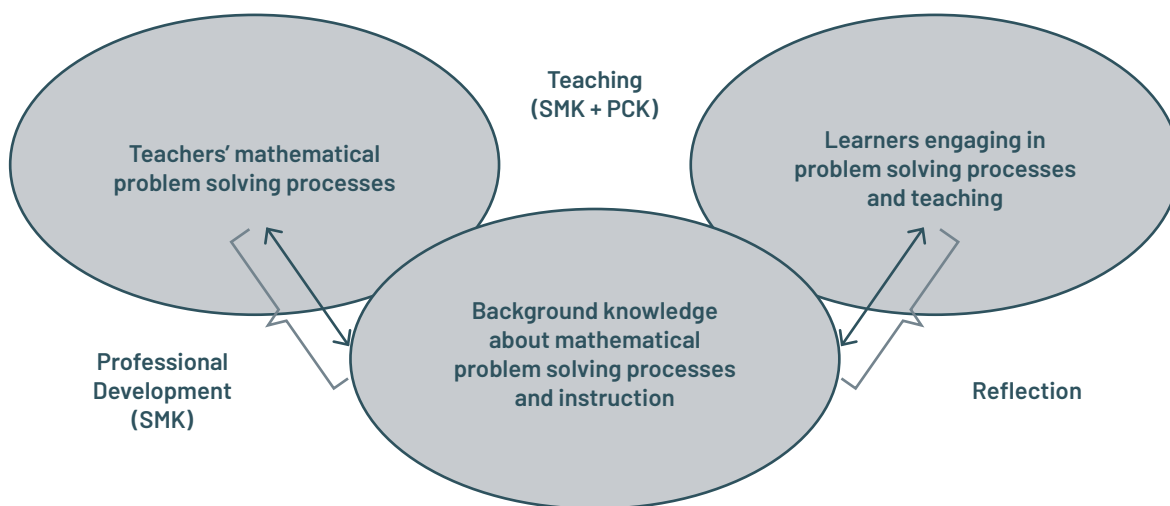 Teaching
(SMK + PCK)
Teachers’ mathematical
problem solving processes
Learners engaging in
problem solving processes
and teaching
Background knowledge
about mathematical
problem solving processes
and instruction
Professional
Development
(SMK)
Reflection